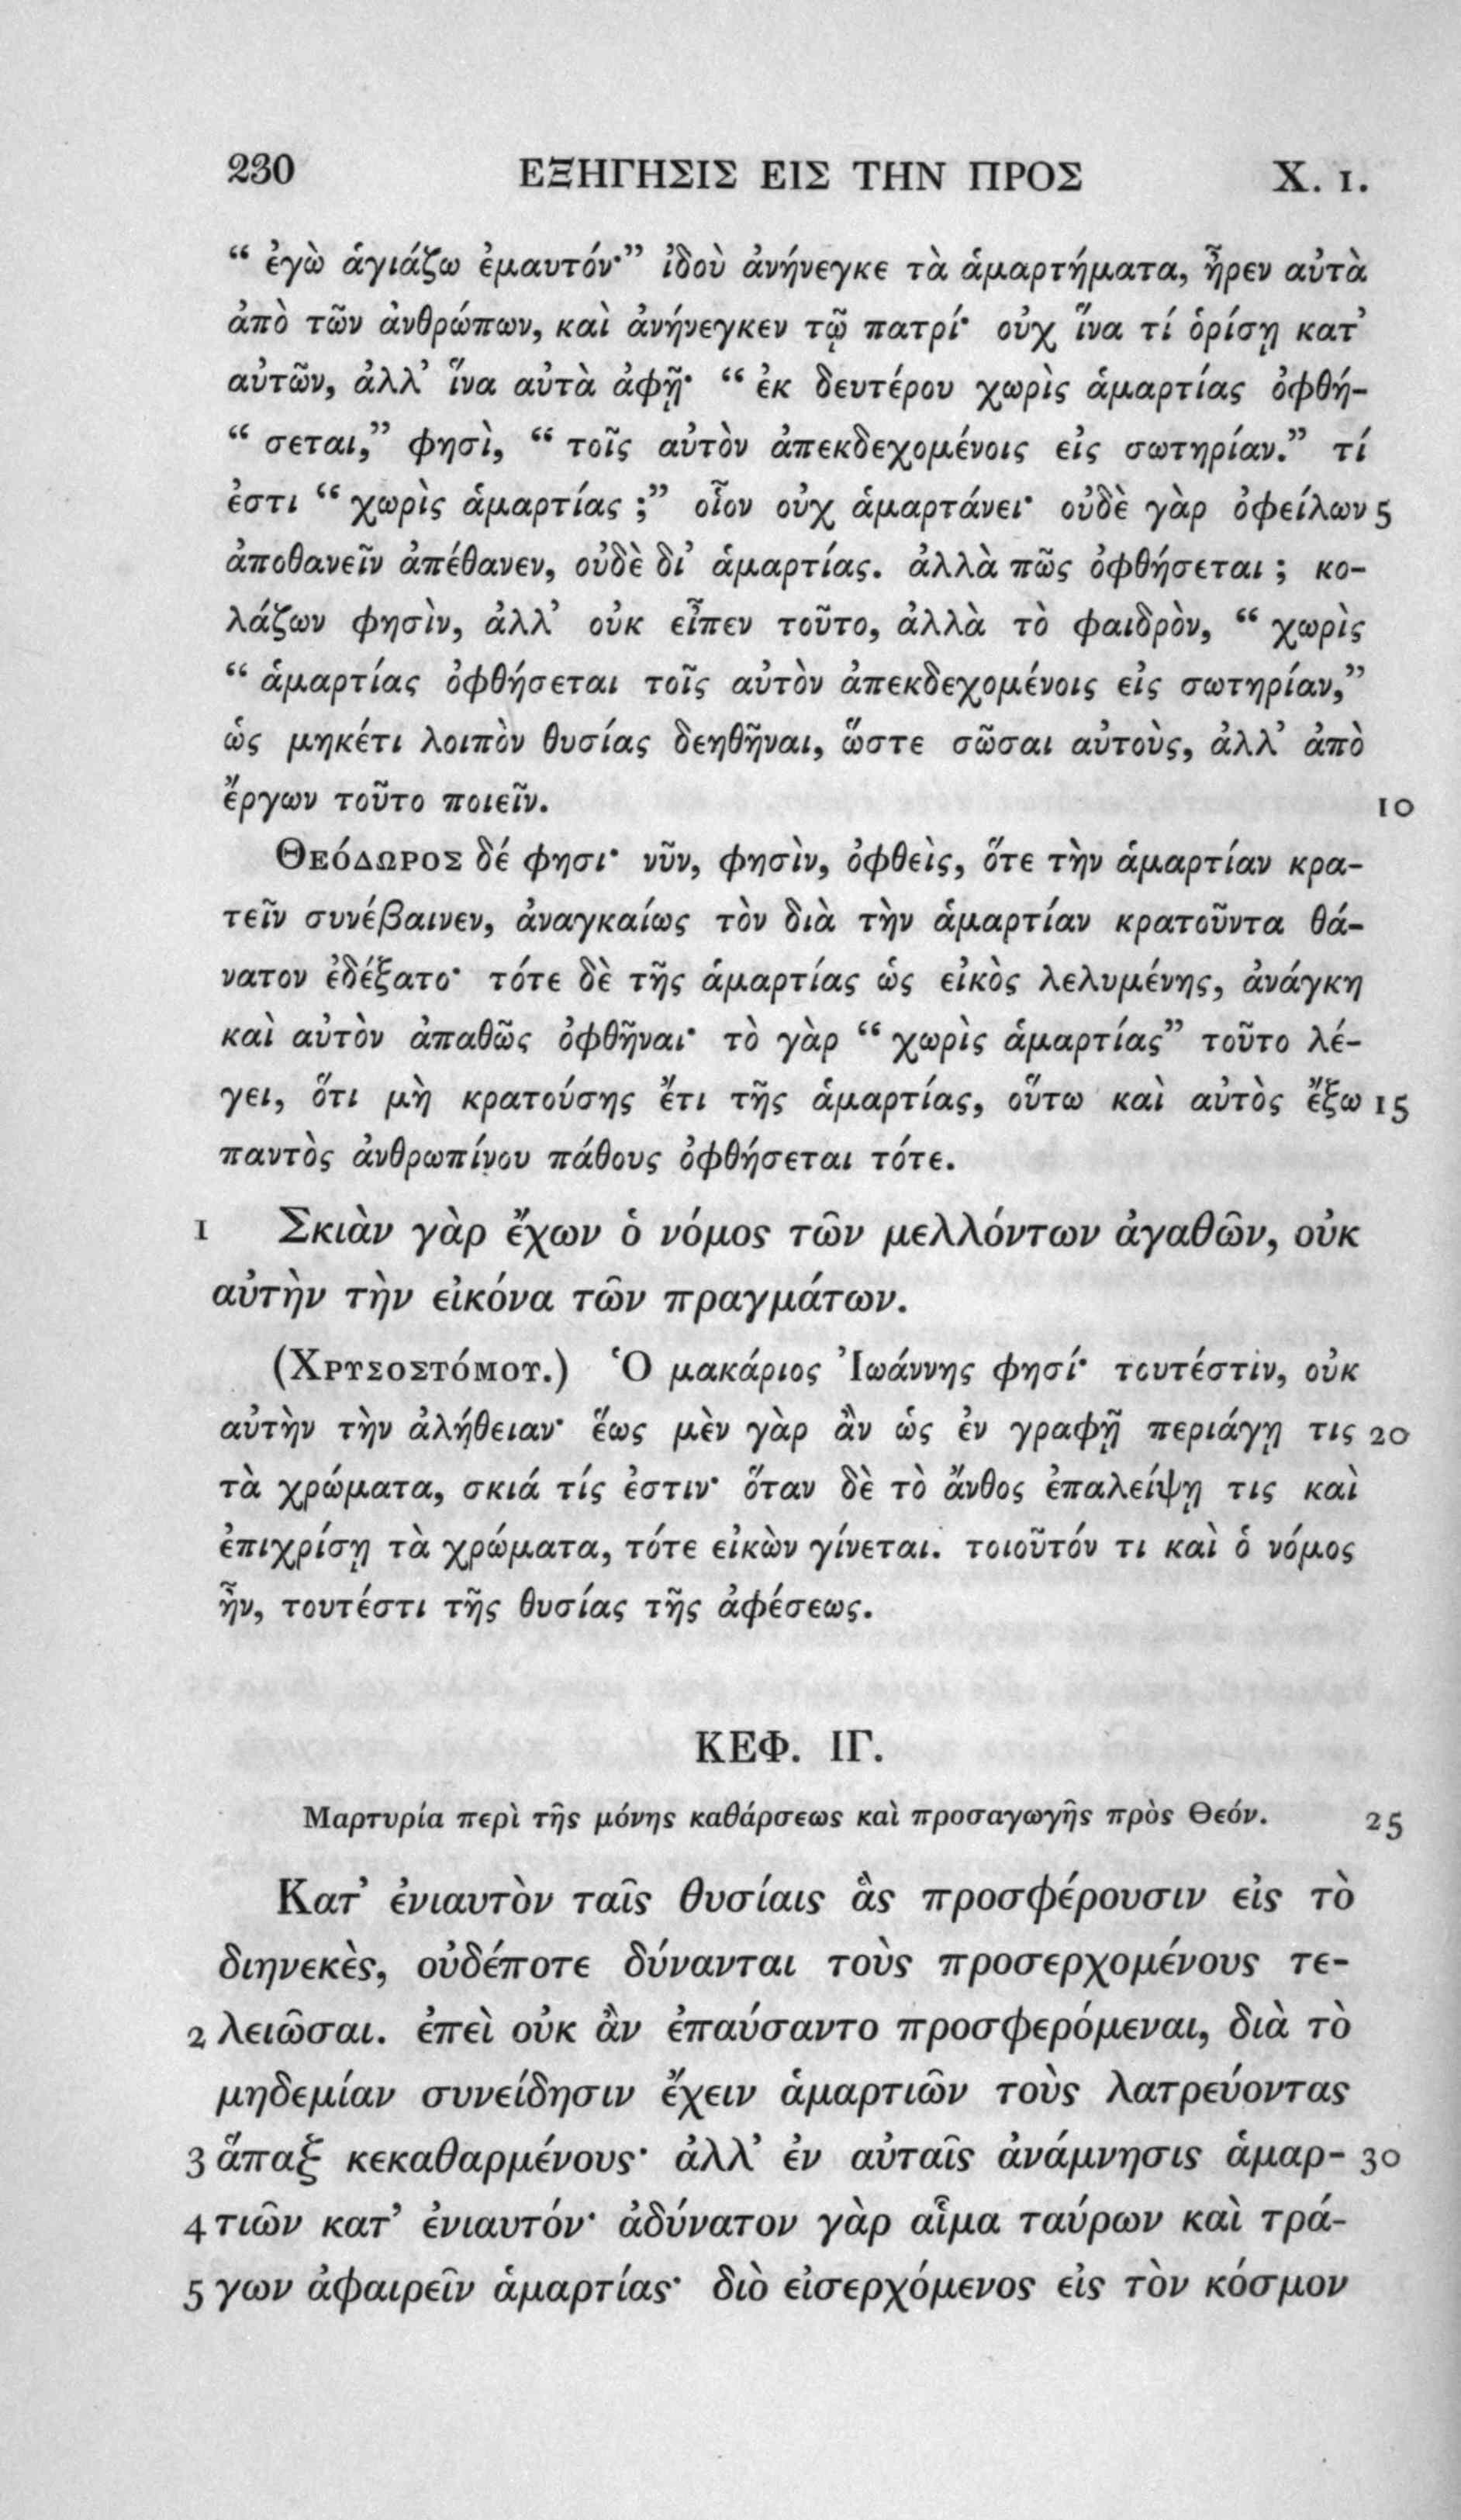 230 ΕΞΗΓΗΣΙΣ ΕΙΣ ΤΗΝ ΠΡΟΣ X. 1.
“ ἐγὼ ἁγιάζω ἐμαυτόν·” ἰδοὺ ἀνήνεγκε τὰ ἁμαρτήματα, ἦρεν αὐτὰ
ἀπὸ τῶν ἀνθρώπων, καὶ ἀνήνεγκεν τῷ πατρί· οὐχ ἵνα τί ὁρίσῃ κατ’
αὐτῶν, ἀλλ’ ἵνα αὐτὰ ἀφῇ· “ ἐκ δευτέρου χωρὶς ἁμαρτίας ὀφθή-
“ σεται,” φησὶ, “ τοῖς αὐτὸν ἀπεκδεχομένοις εἰς σωτηρίαν.” τί
ἐστι “ χωρὶς ἁμαρτίας ;” οἷον οὐχ ἁμαρτάνει· οὐδὲ γὰρ ὀφείλων 5
ἀποθανεῖν ἀπέθανεν, οὐδὲ δι’ ἁμαρτίας. ἀλλὰ πῶς ὀφθήσεται ; κο-
λάζων φησὶν, ἀλλ’ οὐκ εἶπεν τοῦτο, ἀλλὰ τὸ φαιδρὸν, “ χωρὶς
“ ἁμαρτίας ὀφθήσεται τοῖς αὐτὸν ἀπεκδεχομένοις εἰς σωτηρίαν,”
ὡς μηκέτι λοιπὸν θυσίας δεηθῆναι, ὥστε σῶσαι αὐτοὺς, ἀλλ’ ἀπὸ
ἔργων τοῦτο ποιεῖν. 10
Θεόδωρος δέ φησι· νῦν, φησὶν, ὀφθεὶς, ὅτε τὴν ἁμαρτίαν κρα-
τεῖν συνέβαινεν, ἀναγκαίως τὸν διὰ τὴν ἁμαρτίαν κρατοῦντα θά-
νατον ἐδέξατο· τότε δὲ τῆς ἁμαρτίας ὡς εἰκὸς λελυμένης, ἀνάγκη
καὶ αὐτὸν ἀπαθῶς ὀφθῆναι· τὸ γὰρ “ χωρὶς ἁμαρτίας” τοῦτο λέ-
γει, ὅτι μὴ κρατούσης ἔτι τῆς ἁμαρτίας, οὕτω καὶ αὐτὸς ἔξω 15
παντὸς ἀνθρωπίνου πάθους ὀφθήσεται τότε.
1 Σκιὰν γὰρ ἔχων ὁ νόμος τῶν μελλόντων ἀγαθῶν, οὐκ
αὐτὴν τὴν εἰκόνα τῶν πραγμάτων.
(Χρυσοστόμου.) Ὁ μακάριος Ἰωάννης φησί· τουτέστιν, οὐκ
αὐτὴν τὴν ἀλήθειαν· ἕως μὲν γὰρ ἂν ὡς ἐν γραφῇ περιάγῃ τις 20
τὰ χρώματα, σκιά τίς ἐστιν· ὅταν δὲ τὸ ἄνθος ἐπαλείψῃ τις καὶ
ἐπιχρίσῃ τὰ χρώματα, τότε εἰκὼν γίνεται. τοιοῦτόν τι καὶ ὁ νόμος
ἦν, τουτέστι τῆς θυσίας τῆς ἀφέσεως.
ΚΕΦ. ΙΓ.
Μαρτυρία περὶ τῆς μόνης καθάρσεως καὶ προσαγωγῆς πρὸς Θεόν. 25
Κατ’ ἐνιαυτὸν ταῖς θυσίαις ἃς προσφέρουσιν εἰς τὸ
διηνεκὲς, οὐδέποτε δύνανται τοὺς προσερχομένους τε-
2 λειῶσαι. ἐπεὶ οὐκ ἂν ἐπαύσαντο προσφερόμεναι, διὰ τὸ
μηδεμίαν συνείδησιν ἔχειν ἁμαρτιῶν τοὺς λατρεύοντας
3 ἅπαξ κεκαθαρμένους· ἀλλ’ ἐν αὐταῖς ἀνάμνησις ἁμαρ- 30
4 τιῶν κατ’ ἐνιαυτόν· ἀδύνατον γὰρ αἷμα ταύρων καὶ τρά-
5 γων ἀφαιρεῖν ἁμαρτίας· διὸ εἰσερχόμενος εἰς τὸν κόσμον